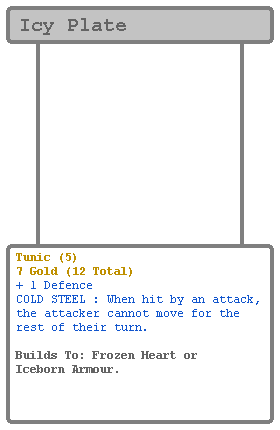 Icy Plate
Tunic (5)
7 Gold (12 Total)
+ 1 Defence
COLD STEEL : When hit by an attack,
the attacker cannot move for the
rest of their turn.
Builds To: Frozen Heart or
Iceborn Armour.